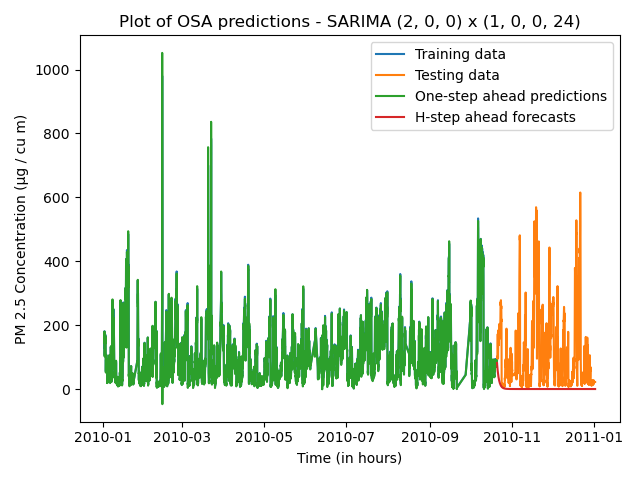 Plot of OSA predictions - SARIMA (2, 0, 0) x (1, 0, 0, 24)
Training data
Testing data
One-step ahead predictions
H-step ahead forecasts
PM 2.5 Concentration (μg / cu m)
1000
800
600
400
200
0
2010-01 2010-03 2010-05 2010-07 2010-09 2010-11 2011-01
Time (in hours)